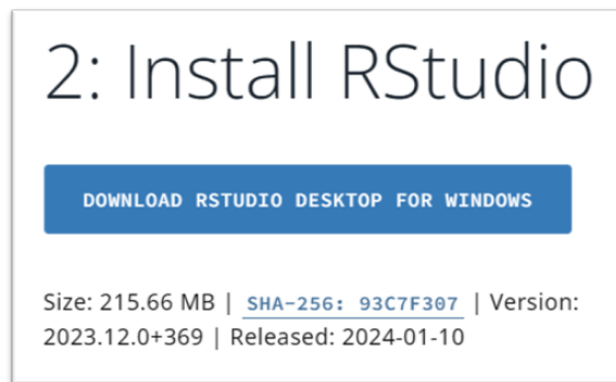 2: Install RStudio
DOWNLOAD RSTUDIO DESKTOP FOR WINDOWS
Size: 215.66 MB | SHA-256: 93C7F307 | Version:
2023.12.0+369 | Released: 2024-01-10